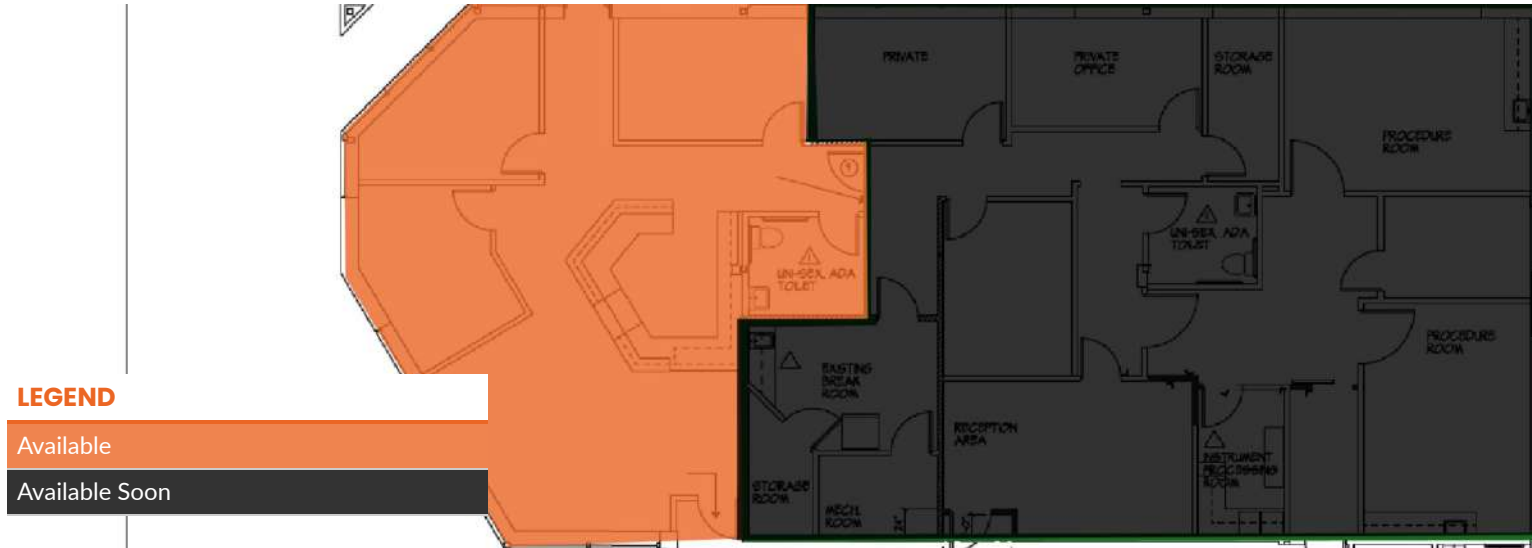 PRIVATE
PRIVATE
OFFICE
STORAGE
ROOM
PROCEDURE
ROOM
UNI-SEX, ADA
TOILET
UNI-SEX, ADA
TOILET
PROCEDURE
ROOM
EXISTING
BREAK
ROOM
RECEPTION
AREA
INSTRUMENT
PROCESSING
ROOM
STORAGE
ROOM
MECH.
ROOM
LEGEND
Available
Available Soon